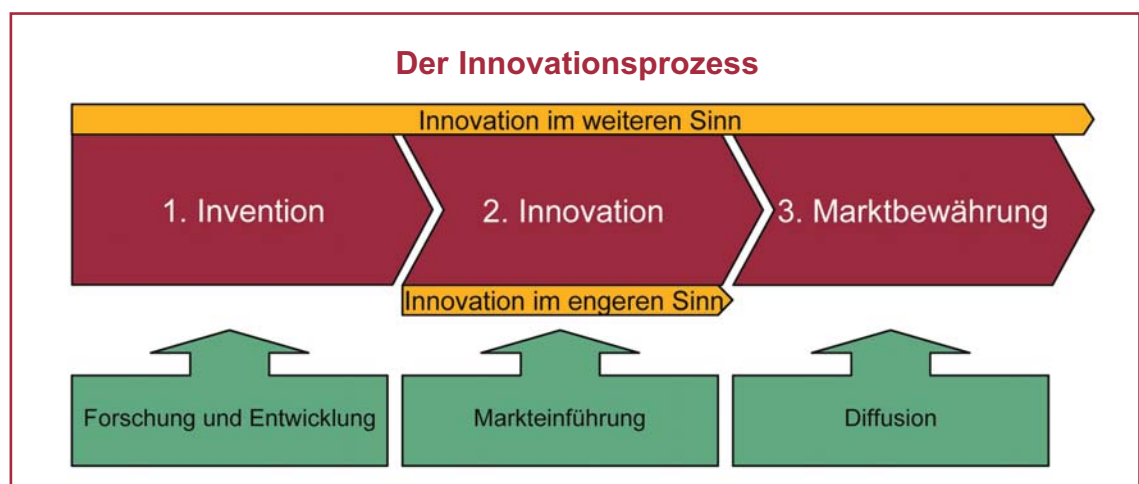 Der Innovationsprozess
Innovation im weiteren Sinn
1. Invention
2. Innovation
3. Marktbewährung
Innovation im engeren Sinn
Forschung und Entwicklung
Markteinführung
Diffusion